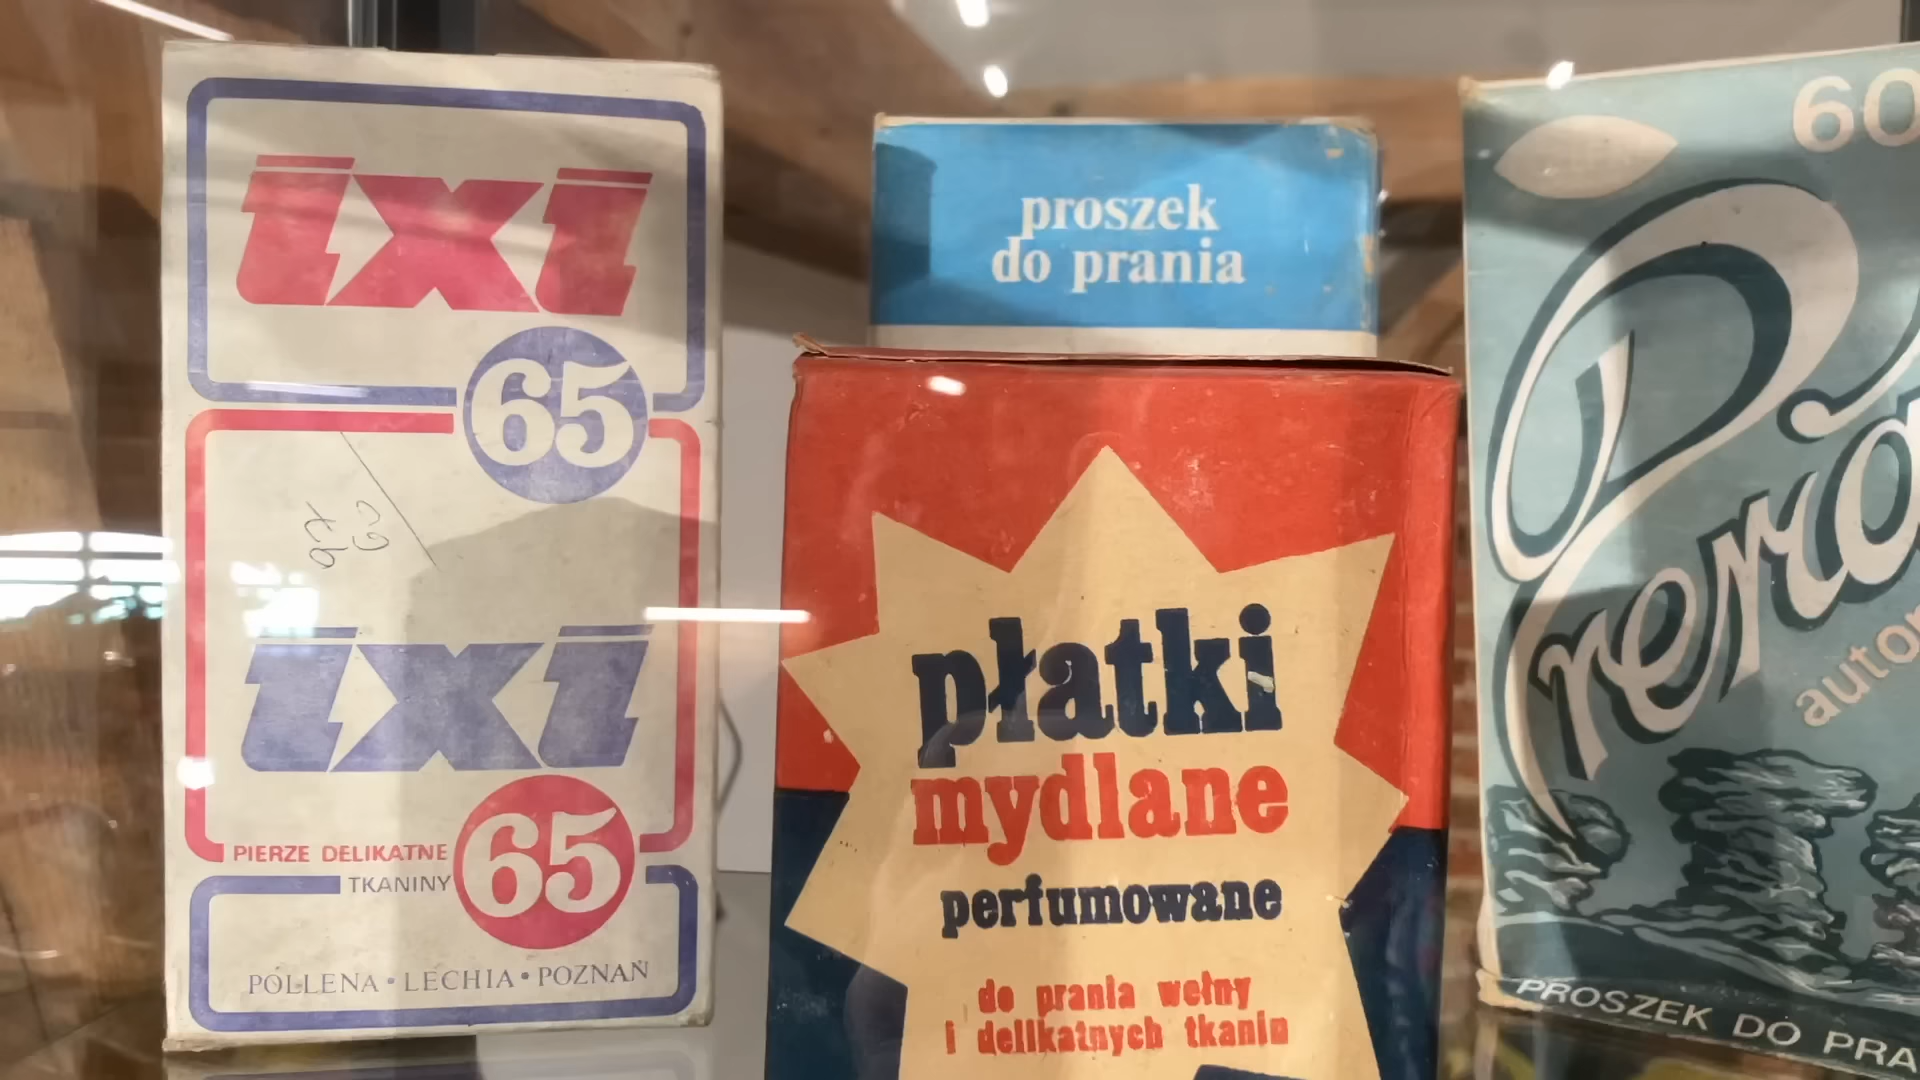 ixi
65
ixi
65
PIERZE DELIKATNE
TKANINY
POLLENA • LECHIA • POZNAŃ
proszek
do prania
płatki
mydlane
perfumowane
do prania wełny
i delikatnych tkanin
60
autom
PROSZEK DO PRA